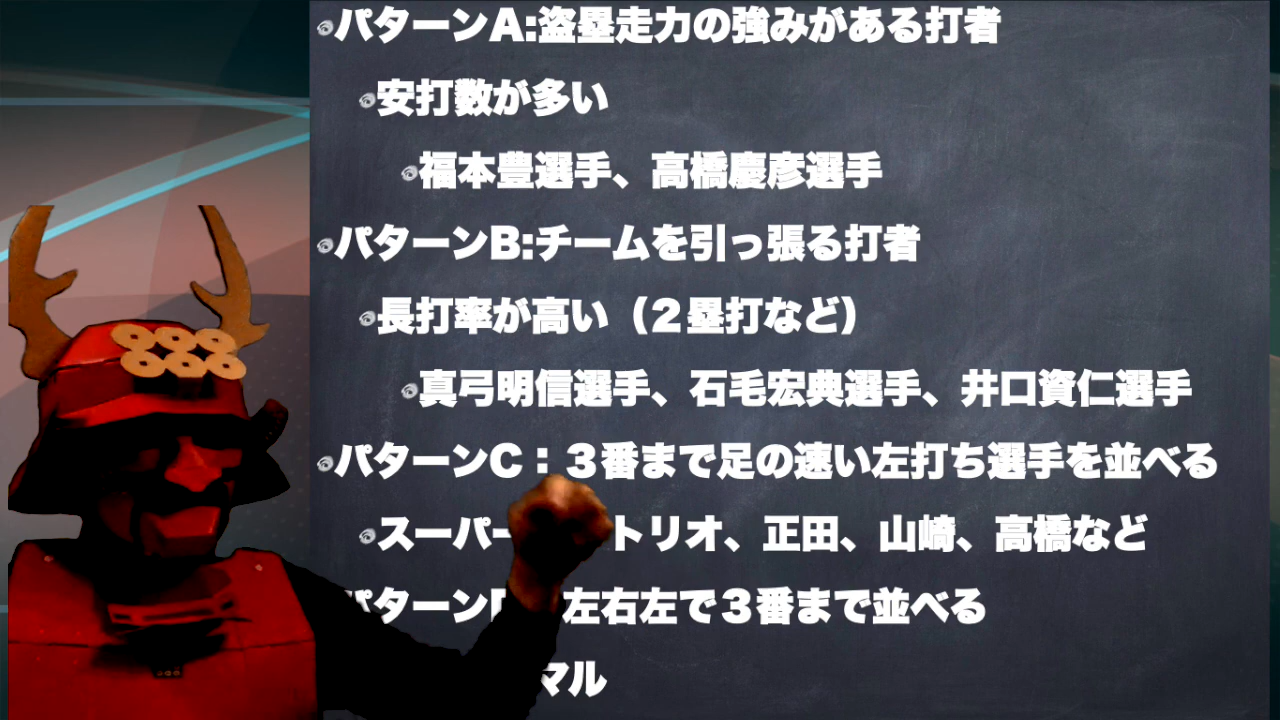 パターンA:盗塁走力の強みがある打者
安打数が多い
福本豊選手、高橋慶彦選手
パターンB:チームを引っ張る打者
長打率が高い（２塁打など）
真弓明信選手、石毛宏典選手、井口資仁選手
パターンC：３番まで足の速い左打ち選手を並べる
スーパー トリオ、正田、山崎、高橋など
パターン 左右左で３番まで並べる
マル